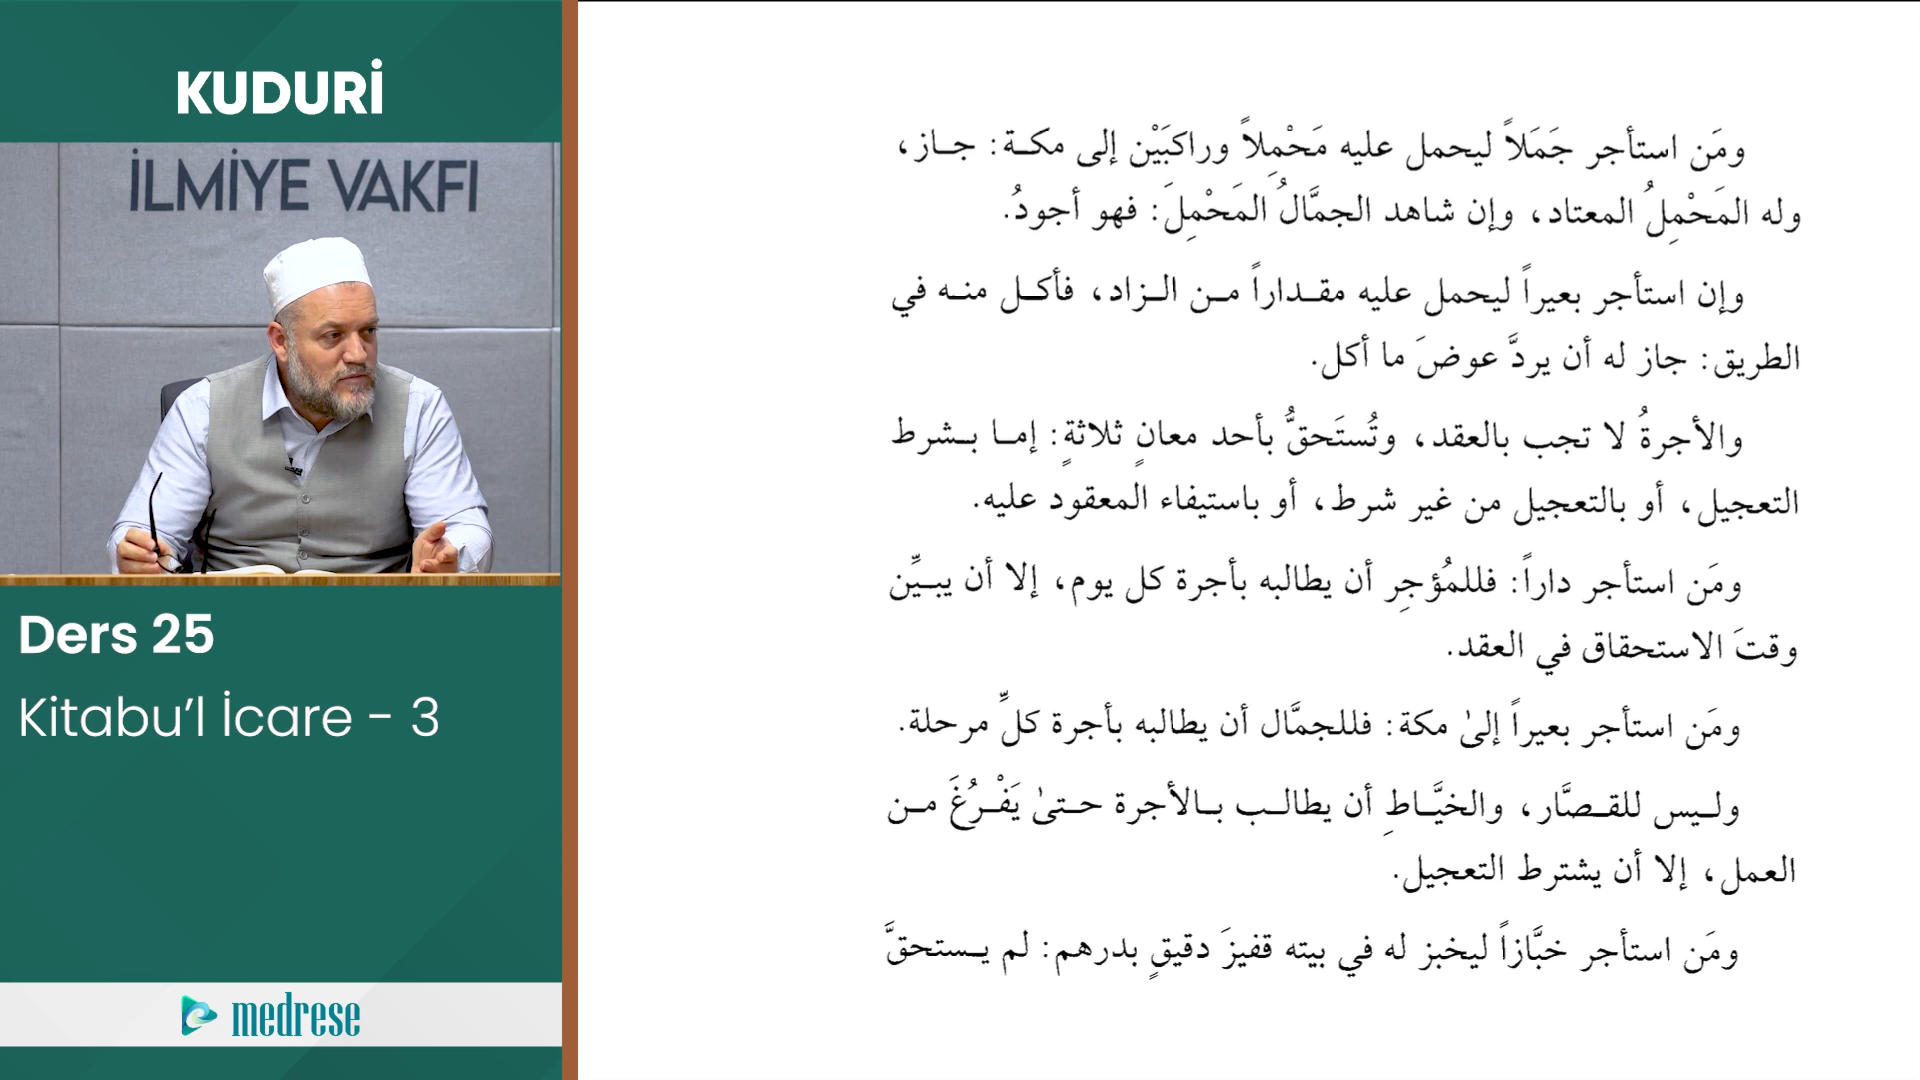 KUDURİ
İLMİYE VAKFI
Ders 25
Kitabu'l İcare - 3
medrese
ومَن استأجر جَمَلاً ليحمل عليه مَحْمِلاً وراكبَيْن إلى مكة: جاز،
وله المَحْمِلُ المعتاد، وإن شاهد الجمَّالُ المَحْمِلَ: فهو أجودُ.
وإن استأجر بعيراً ليحمل عليه مقداراً من الزاد، فأكل منه في
الطريق: جاز له أن يردَّ عوضَ ما أكل.
والأجرةُ لا تجب بالعقد، وتُستَحقُّ بأحد معانٍ ثلاثةٍ: إما بشرط
التعجيل، أو بالتعجيل من غير شرط، أو باستيفاء المعقود عليه.
ومَن استأجر داراً: فللمُؤجِر أن يطالبه بأجرة كل يوم، إلا أن يبيِّن
وقتَ الاستحقاق في العقد.
ومَن استأجر بعيراً إلىٰ مكة: فللجمَّال أن يطالبه بأجرة كلِّ مرحلة.
وليس للقصَّار، والخيَّاطِ أن يطالب بالأجرة حتىٰ يَفْرُغَ من
العمل، إلا أن يشترط التعجيل.
ومَن استأجر خبَّازاً ليخبز له في بيته قفيزَ دقيقٍ بدرهم: لم يستحقَّ